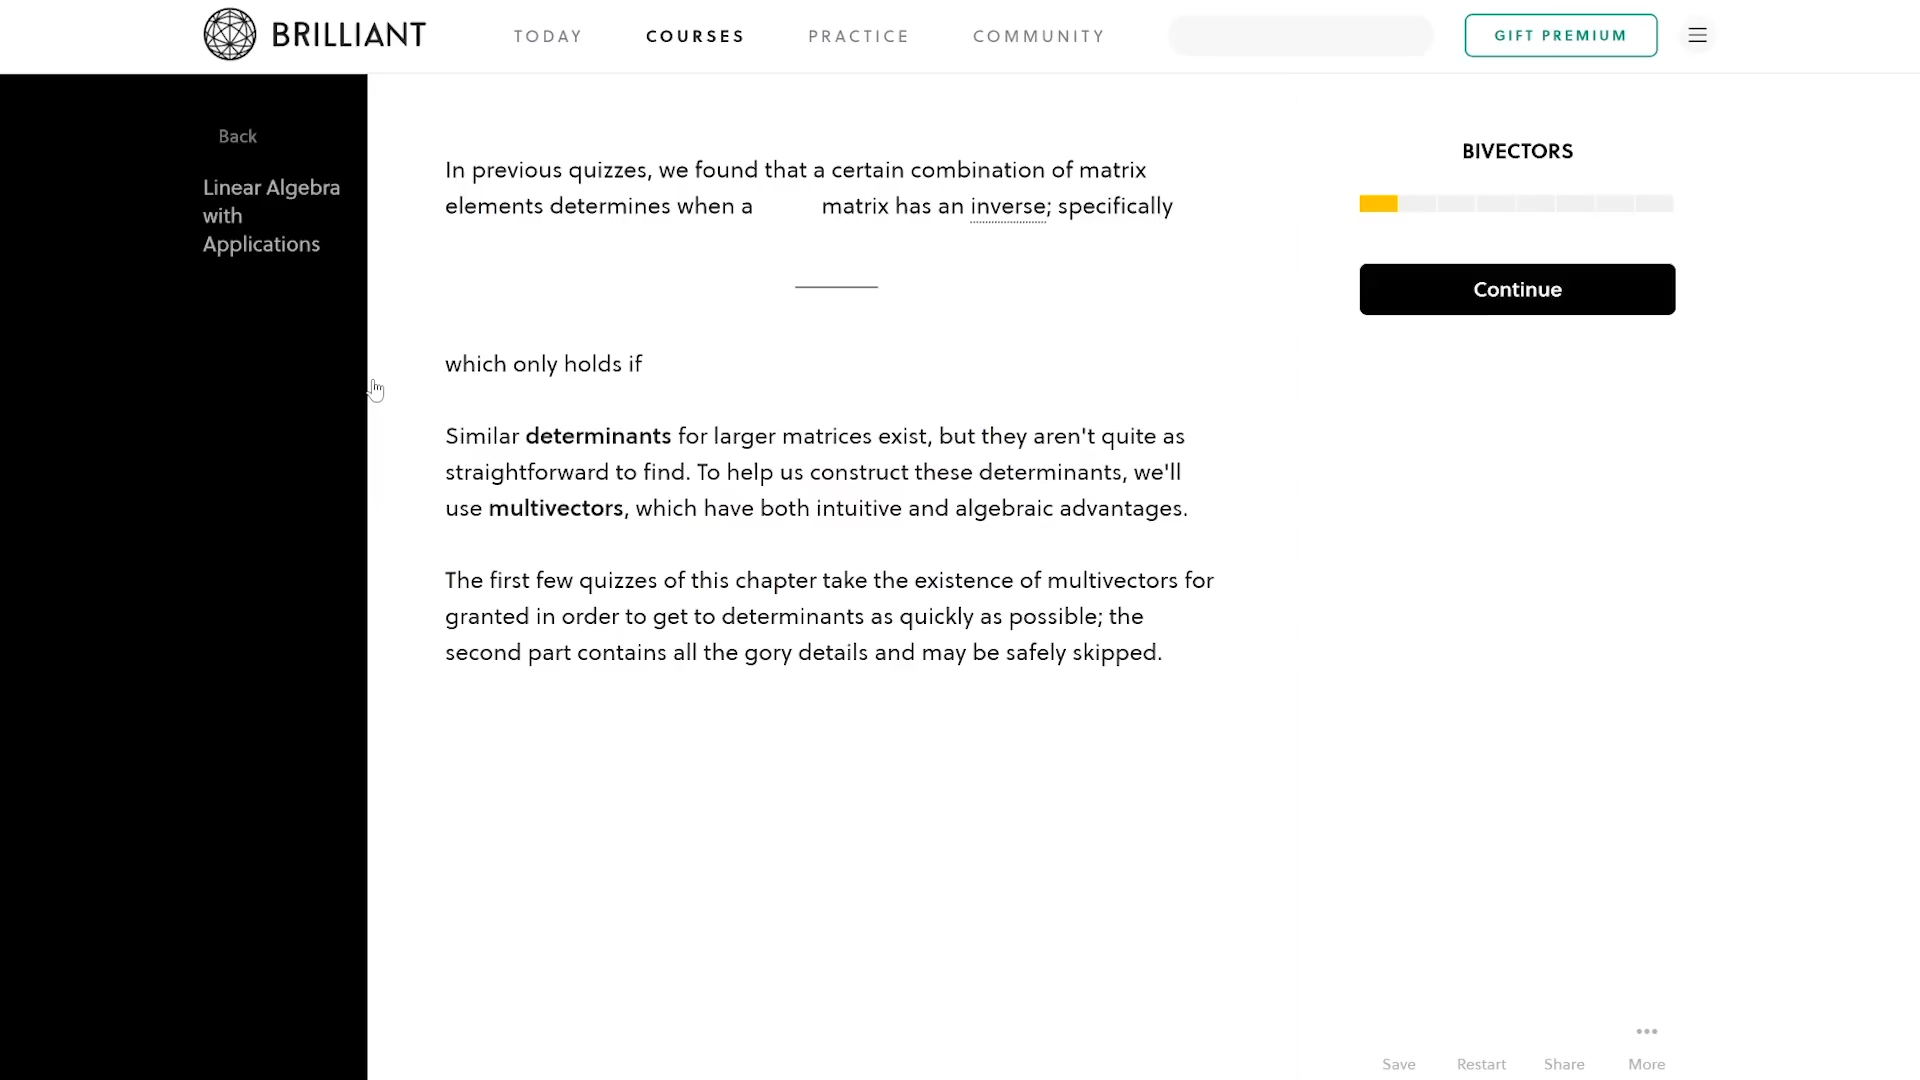 BRILLIANT
TODAY
COURSES
PRACTICE
COMMUNITY
GIFT PREMIUM
Back
Linear Algebra
with
Applications
In previous quizzes, we found that a certain combination of matrix
elements determines when a matrix has an inverse; specifically
which only holds if
Similar determinants for larger matrices exist, but they aren't quite as
straightforward to find. To help us construct these determinants, we'll
use multivectors, which have both intuitive and algebraic advantages.
The first few quizzes of this chapter take the existence of multivectors for
granted in order to get to determinants as quickly as possible; the
second part contains all the gory details and may be safely skipped.
BIVECTORS
Continue
Save
Restart
Share
More